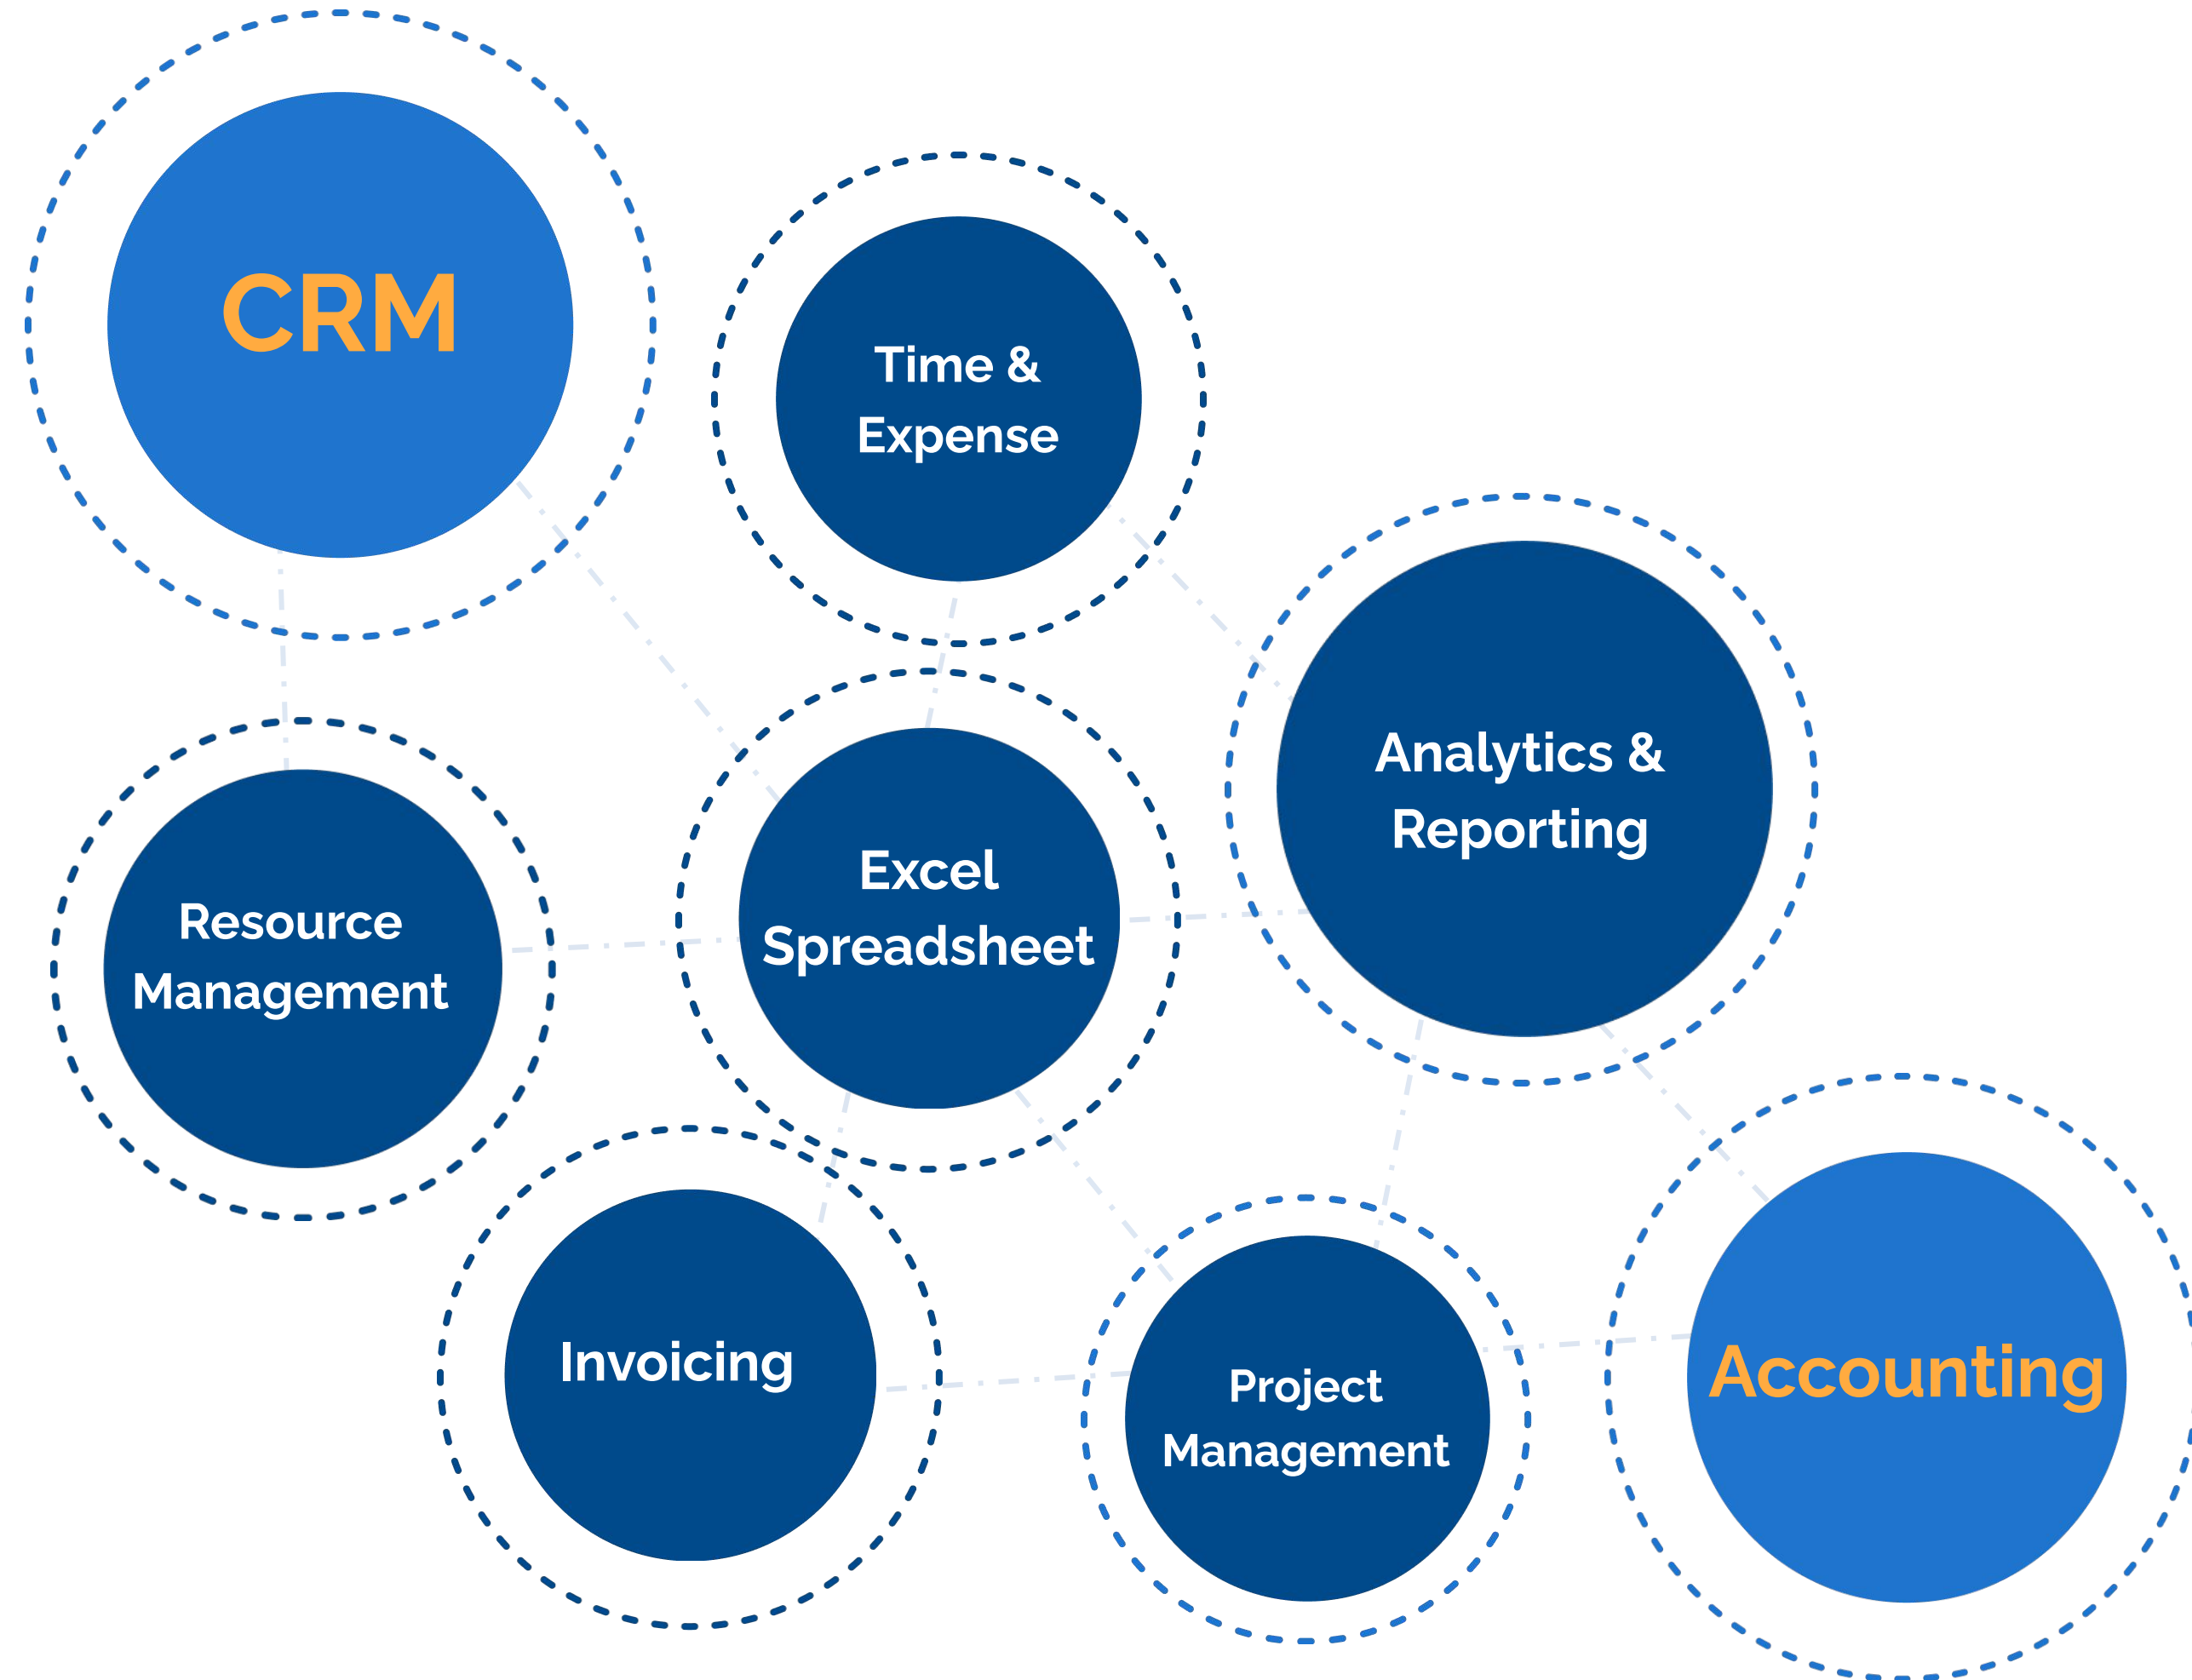 CRM
Time &
Expense
Analytics &
Reporting
Excel
Spreadsheet
Resource
Management
Invoicing
Project
Management
Accounting